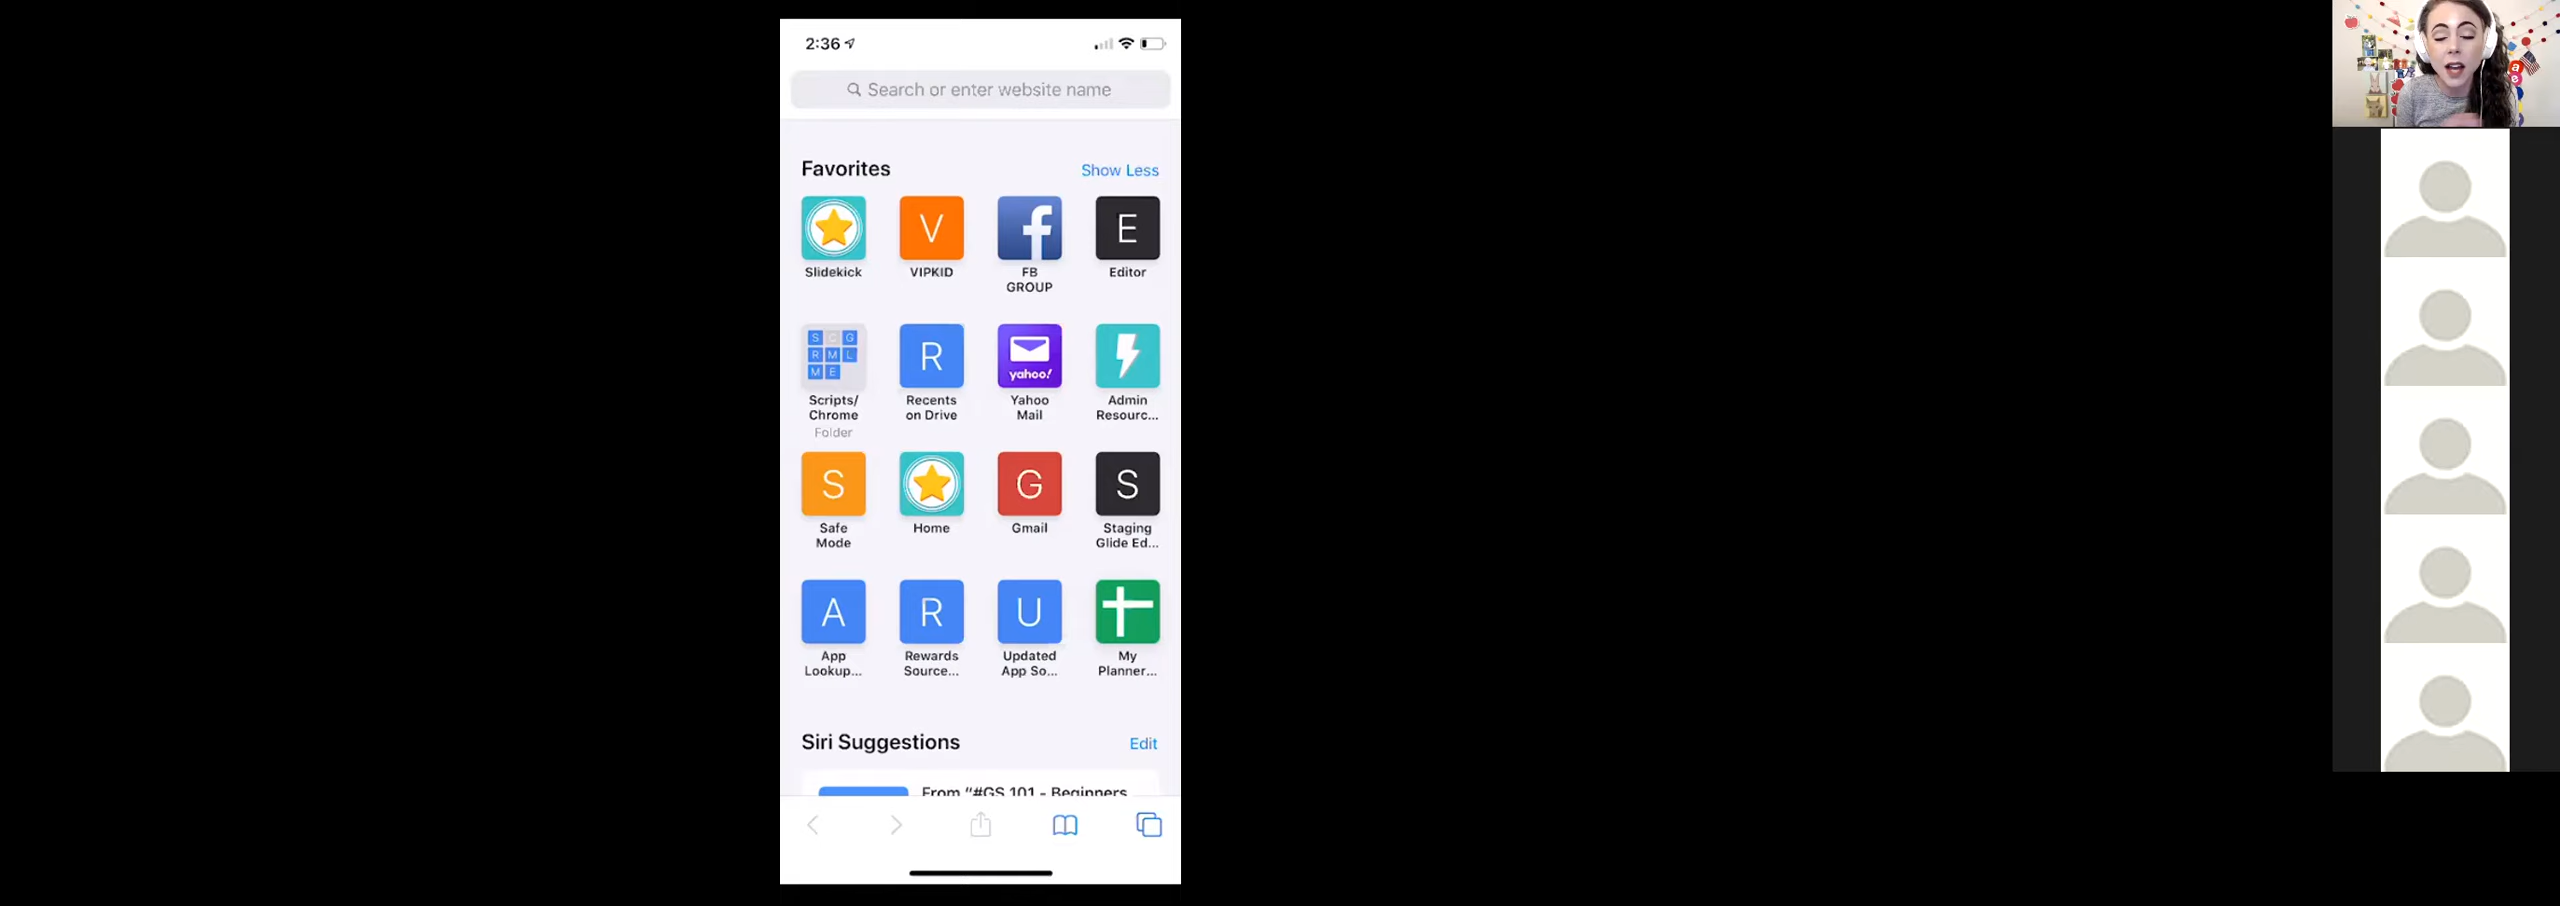 2:36
Search or enter website name
Favorites
Show Less
V
f
E
Slidekick
VIPKID
FB
GROUP
Editor
S C G
R M L
M E
R
yahoo!
Scripts/
Chrome
Folder
Recents
on Drive
Yahoo
Mail
Admin
Resourc...
S
G
S
Safe
Mode
Home
Gmail
Staging
Glide Ed...
A
R
U
App
Lookup...
Rewards
Source...
Updated
App So...
My
Planner...
Siri Suggestions
Edit
From “#GS 101 - Beginners